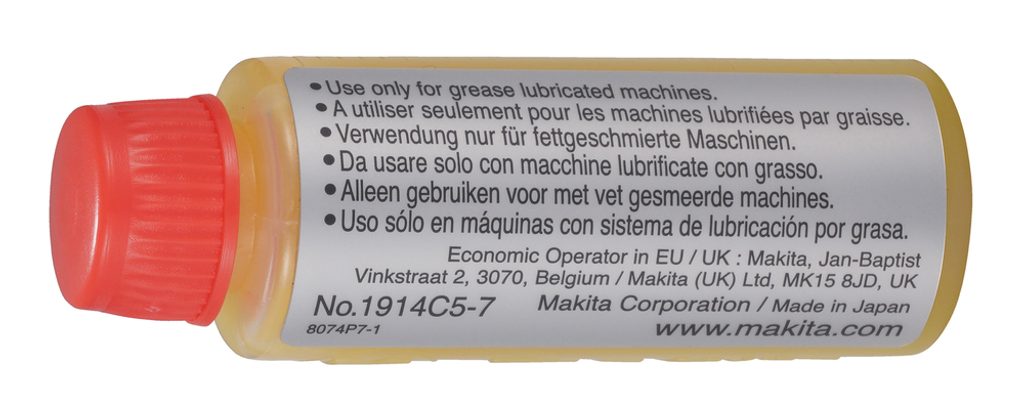 • Use only for grease lubricated machines.
• A utiliser seulement pour les machines lubrifiées par graisse.
• Verwendung nur für fettgeschmierte Maschinen.
• Da usare solo con macchine lubrificate con grasso.
• Alleen gebruiken voor met vet gesmeerde machines.
• Uso sólo en máquinas con sistema de lubricación por grasa.
Economic Operator in EU / UK : Makita, Jan-Baptist
Vinkstraat 2, 3070, Belgium / Makita (UK) Ltd, MK15 8JD, UK
No.1914C5-7 Makita Corporation / Made in Japan
8074P7-1 www.makita.com